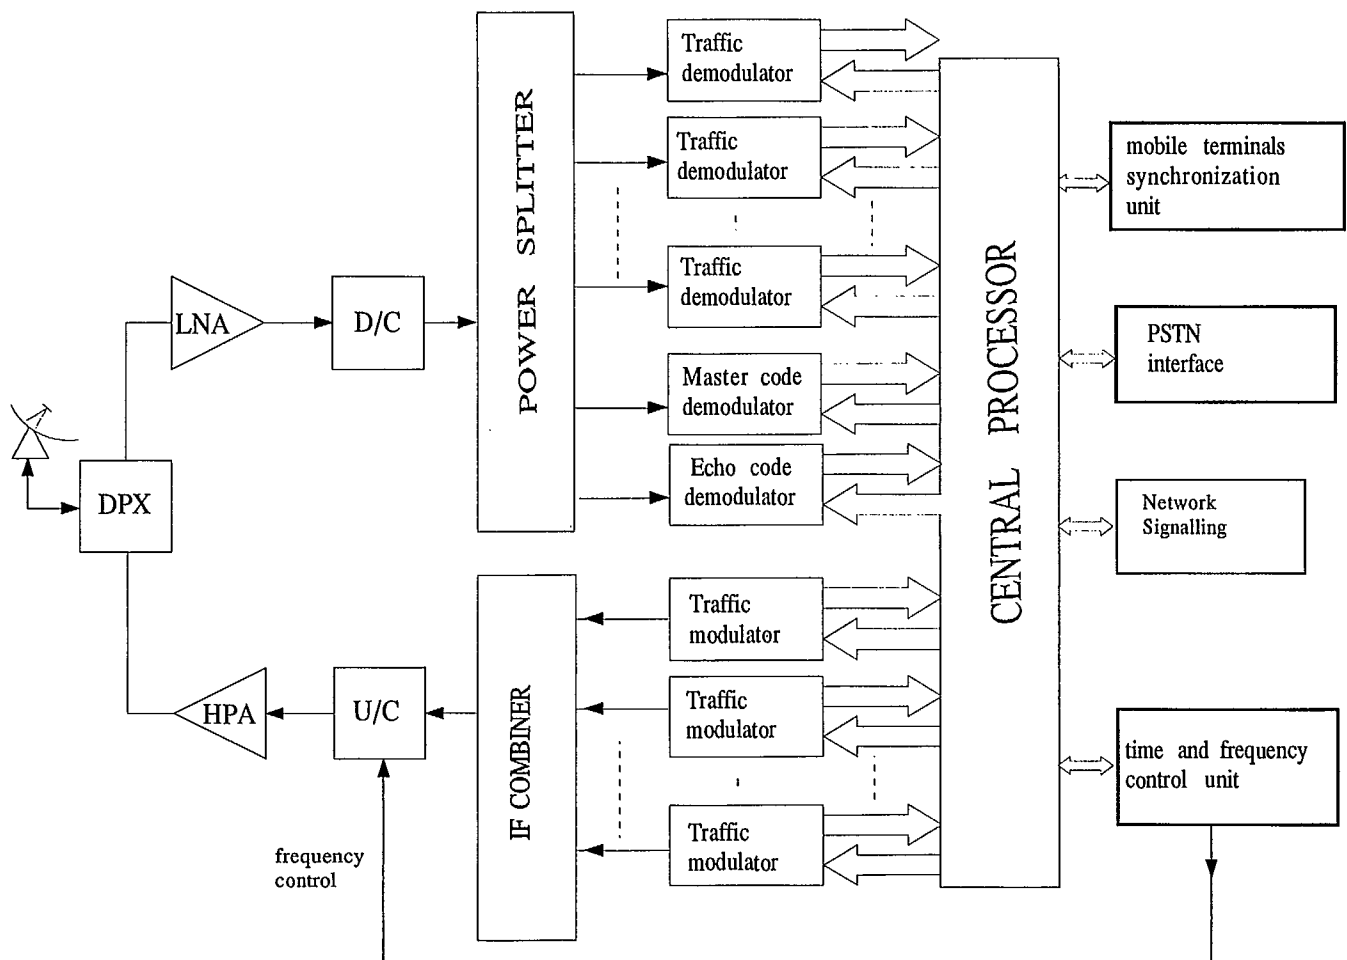 Traffic
demodulator
Traffic
demodulator
Traffic
demodulator
Master code
demodulator
Echo code
demodulator
POWER SPLITTER
LNA
D/C
DPX
HPA
U/C
IF COMBINER
Traffic
modulator
Traffic
modulator
Traffic
modulator
CENTRAL PROCESSOR
mobile terminals
synchronization
unit
PSTN
interface
Network
Signalling
time and frequency
control unit
frequency
control